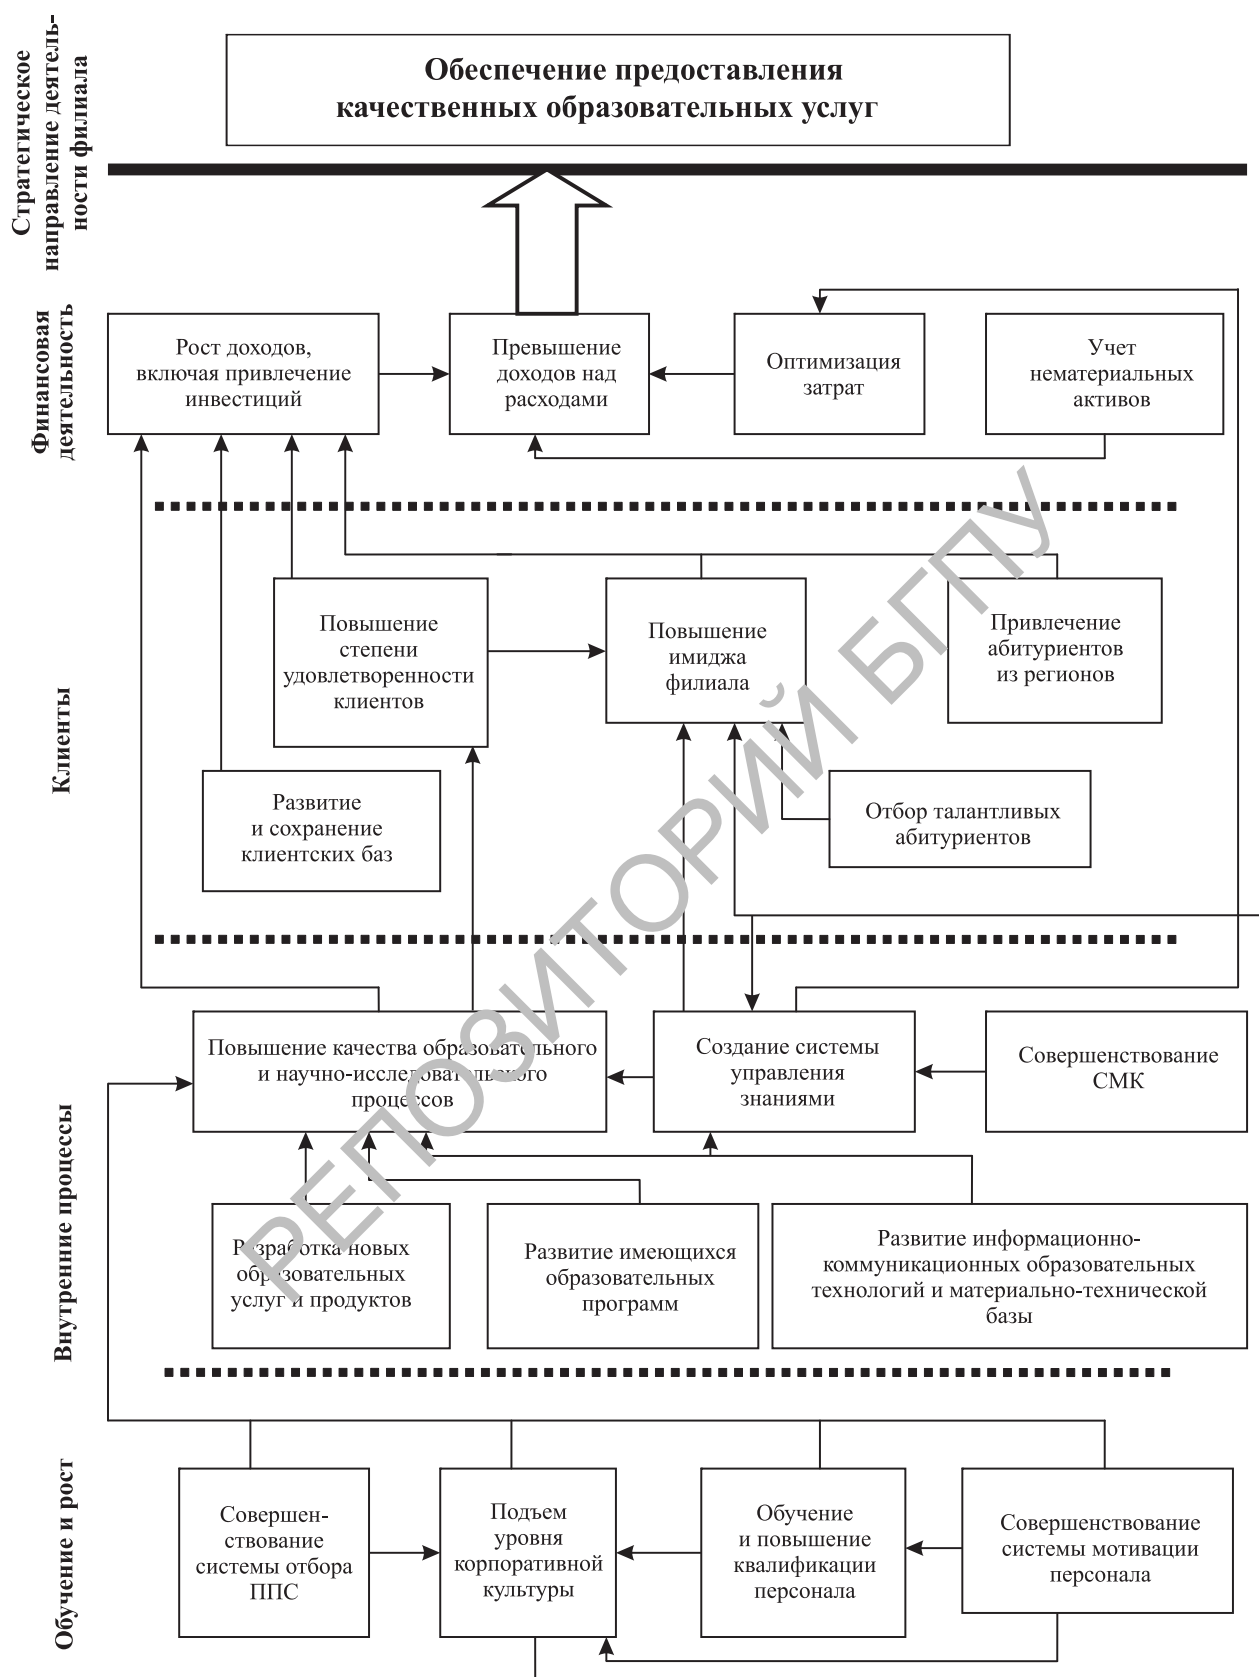 Стратегическое
направление деятель-
ности филиала
Обеспечение предоставления
качественных образовательных услуг
Финансовая
деятельность
Рост доходов,
включая привлечение
инвестиций
Превышение
доходов над
расходами
Оптимизация
затрат
Учет
нематериальных
активов
Клиенты
Повышение
степени
удовлетворенности
клиентов
Повышение
имиджа
филиала
Привлечение
абитуриентов
из регионов
Развитие
и сохранение
клиентских баз
Отбор талантливых
абитуриентов
Внутренние процессы
Повышение качества образовательного
и научно-исследовательского
процессов
Создание системы
управления
знаниями
Совершенствование
СМК
Разработка новых
образовательных
услуг и продуктов
Развитие имеющихся
образовательных
программ
Развитие информационно-
коммуникационных образовательных
технологий и материально-технической
базы
Обучение и рост
Совершен-
ствование
системы отбора
ППС
Подъем
уровня
корпоративной
культуры
Обучение
и повышение
квалификации
персонала
Совершенствование
системы мотивации
персонала
РЕПОЗИТОРИЙ БГПУ